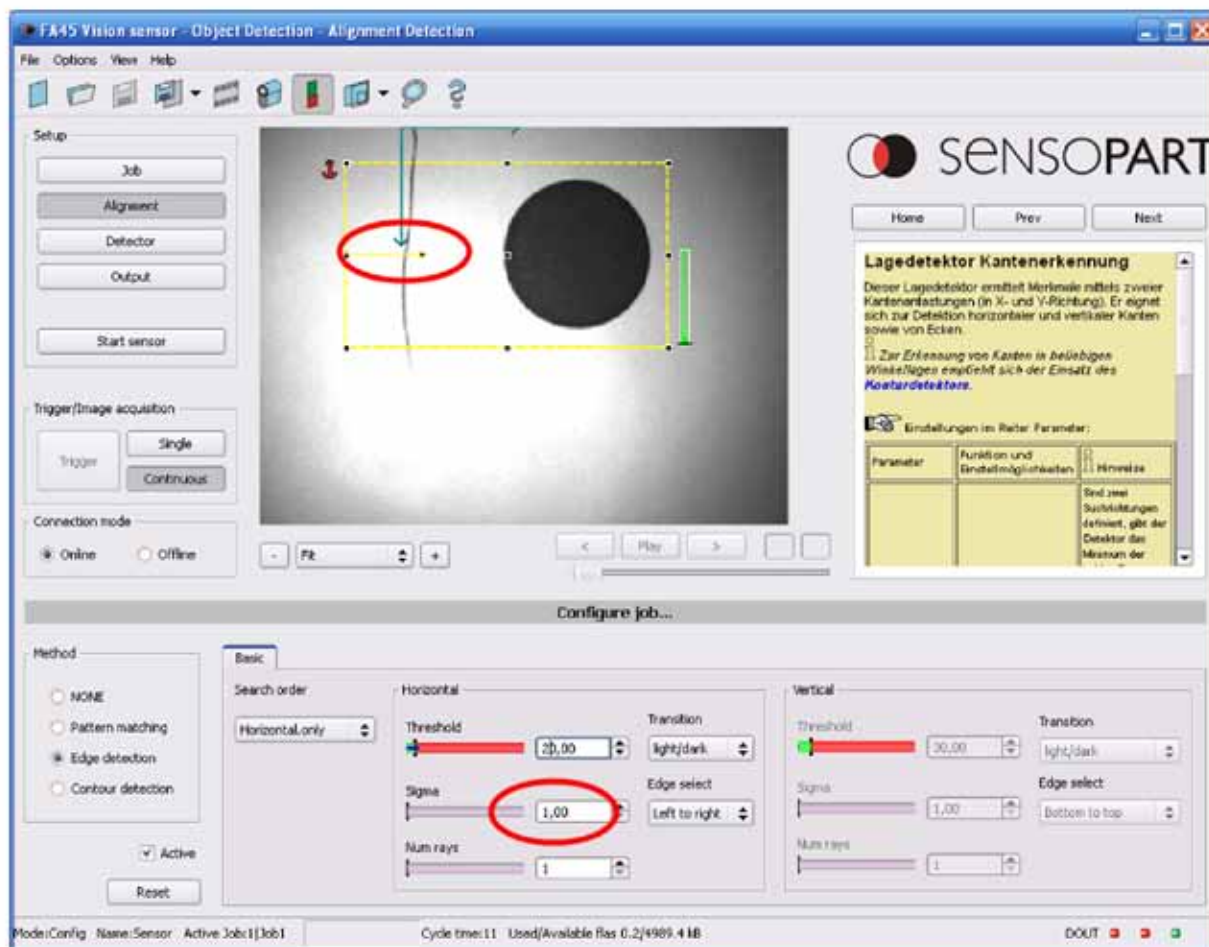 FA45 Vision sensor - Object Detection - Alignment Detection
File Options View Help
Setup
Job
Alignment
Detector
Output
Start sensor
Trigger/Image acquisition
Trigger
Single
Continuous
Connection mode
Online
Offline
-
Fit
+
<
Play
>
SENSOPART
Home
Prev
Next
Lagedetektor Kantenerkennung
Dieser Lagedetektor ermittelt Merkmale mittels zweier
Kantenantastungen (in X- und Y-Richtung). Er eignet
sich zur Detektion horizontaler und vertikaler Kanten
sowie von Ecken.
Zur Erkennung von Kanten in beliebigen
Winkellagen empfiehlt sich der Einsatz des
Konturdetektors.
Einstellungen im Reiter Parameter:
Parameter
Funktion und
Einstellmöglichkeiten
Hinweise
Sind zwei
Suchrichtungen
definiert, gibt der
Detektor das
Minimum der
Configure job...
Method
NONE
Pattern matching
Edge detection
Contour detection
Active
Reset
Basic
Search order
Horizontal.only
Horizontal
Threshold
20,00
Sigma
1,00
Num rays
1
Transition
light/dark
Edge select
Left to right
Vertical
Threshold
30,00
Sigma
1,00
Num rays
1
Transition
light/dark
Edge select
Bottom to top
Mode:Config Name:Sensor Active Job:1|Job1
Cycle time:11 Used/Available flas 0.2/4989.4 kB
DOUT